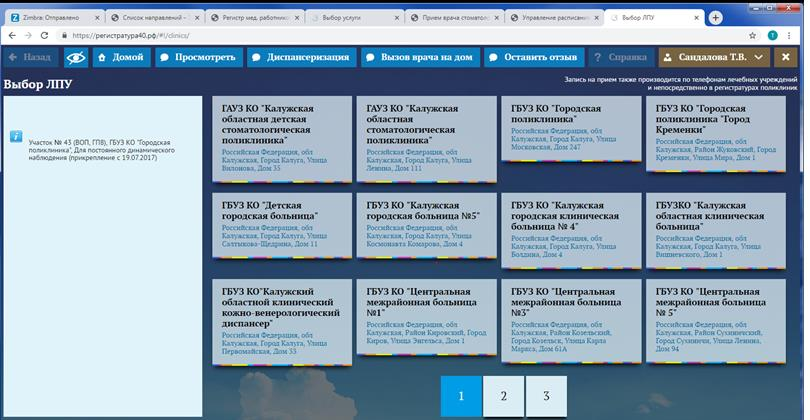 Zimbra: Отправлено
Список направлений -
Регистр мед. работников
Выбор услуги
Прием врача стоматоло
Управление расписание
Выбор ЛПУ
https://регистратура40.рф/#!/clinics/
Назад
Домой
Просмотреть
Диспансеризация
Вызов врача на дом
Оставить отзыв
Справка
Сандалова Т.В.
Выбор ЛПУ
Запись на прием также производится по телефонам лечебных учреждений
и непосредственно в регистратурах поликлиник
Участок № 43 (ВОП, ГПВ), ГБУЗ КО "Городская
поликлиника", Для постоянного динамического
наблюдения (прикрепление с 19.07.2017)
ГАУЗ КО "Калужская
областная детская
стоматологическая
поликлиника"
Российская Федерация, обл
Калужская, Город Калуга, Улица
Вилонова, Дом 35
ГАУЗ КО "Калужская
областная
стоматологическая
поликлиника"
Российская Федерация, обл
Калужская, Город Калуга, Улица
Ленина, Дом 111
ГБУЗ КО "Городская
поликлиника"
Российская Федерация, обл
Калужская, Город Калуга, Улица
Московская, Дом 247
ГБУЗ КО "Городская
поликлиника "Город
Кременки"
Российская Федерация, обл
Калужская, Район Жуковский, Город
Кременки, Улица Мира, Дом 1
ГБУЗ КО "Детская
городская больница"
Российская Федерация, обл
Калужская, Город Калуга, Улица
Салтыкова-Щедрина, Дом 11
ГБУЗ КО "Калужская
городская больница №5"
Российская Федерация, обл
Калужская, Город Калуга, Улица
Космонавта Комарова, Дом 4
ГБУЗ КО "Калужская
городская клиническая
больница № 4"
Российская Федерация, обл
Калужская, Город Калуга, Улица
Болдина, Дом 4
ГБУЗКО "Калужская
областная клиническая
больница"
Российская Федерация, обл
Калужская, Город Калуга, Улица
Вишневского, Дом 1
ГБУЗ КО"Калужский
областной клинический
кожно-венерологический
диспансер"
Российская Федерация, обл
Калужская, Город Калуга, Улица
Первомайская, Дом 33
ГБУЗ КО "Центральная
межрайонная больница
№1"
Российская Федерация, обл
Калужская, Район Кировский, Город
Киров, Улица Энгельса, Дом 1
ГБУЗ КО "Центральная
межрайонная больница
№3"
Российская Федерация, обл
Калужская, Район Козельский,
Город Козельск, Улица Карла
Маркса, Дом 61А
ГБУЗ КО "Центральная
межрайонная больница
№ 5"
Российская Федерация, обл
Калужская, Район Сухиничский,
Город Сухиничи, Улица Ленина,
Дом 94
1 2 3